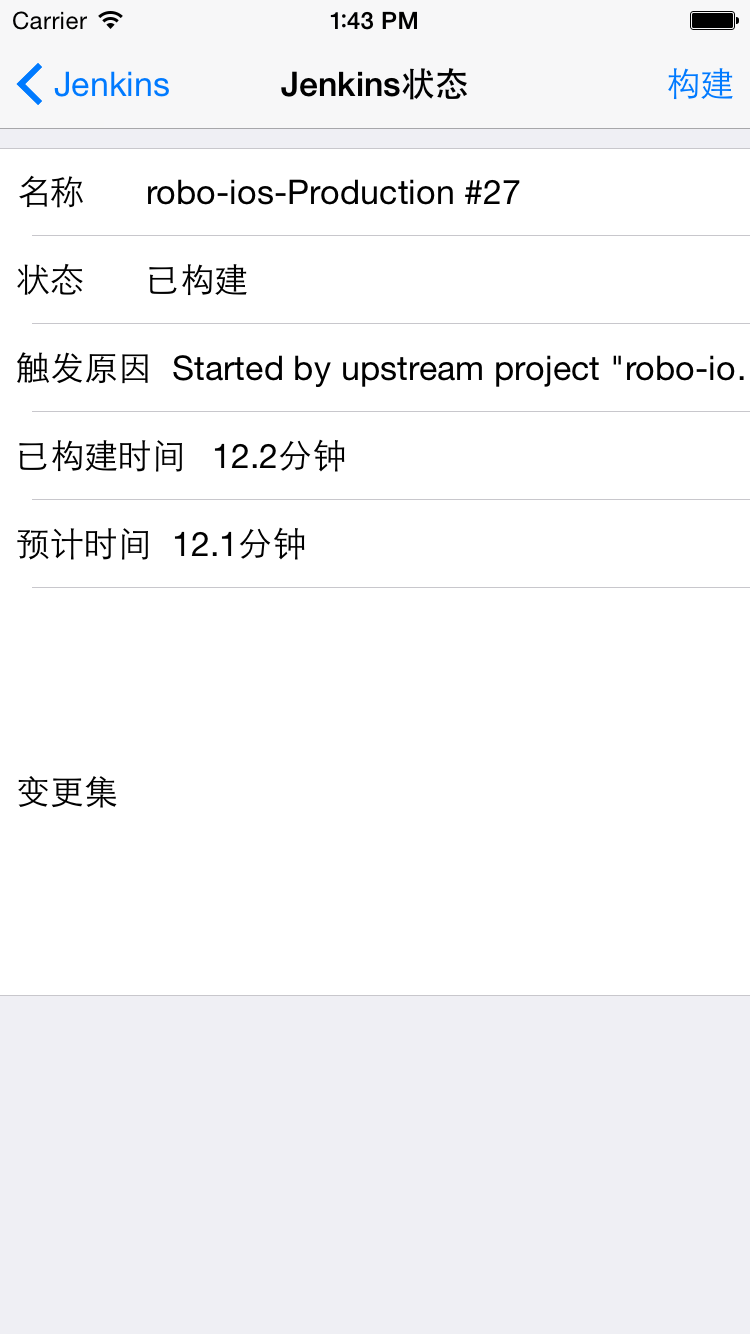 Carrier 1:43 PM
Jenkins Jenkins状态 构建
名称 robo-ios-Production #27
状态 已构建
触发原因 Started by upstream project "robo-io.
已构建时间 12.2分钟
预计时间 12.1分钟
变更集